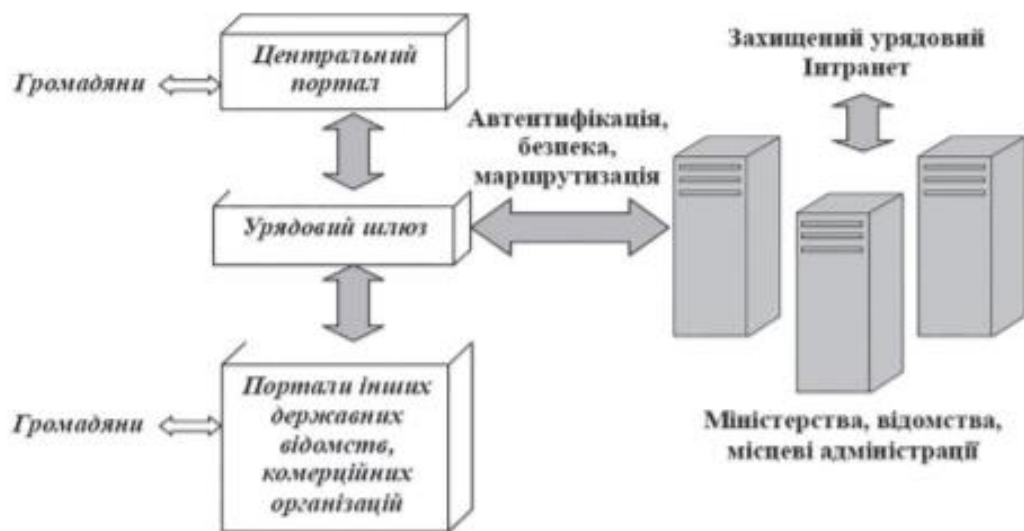 Центральний
портал
Громадяни
Захищений урядовий
Інтранет
Автентифікація,
безпека,
маршрутизація
Урядовий шлюз
Портали інших
державних
відомств,
комерційних
організацій
Громадяни
Міністерства, відомства,
місцеві адміністрації